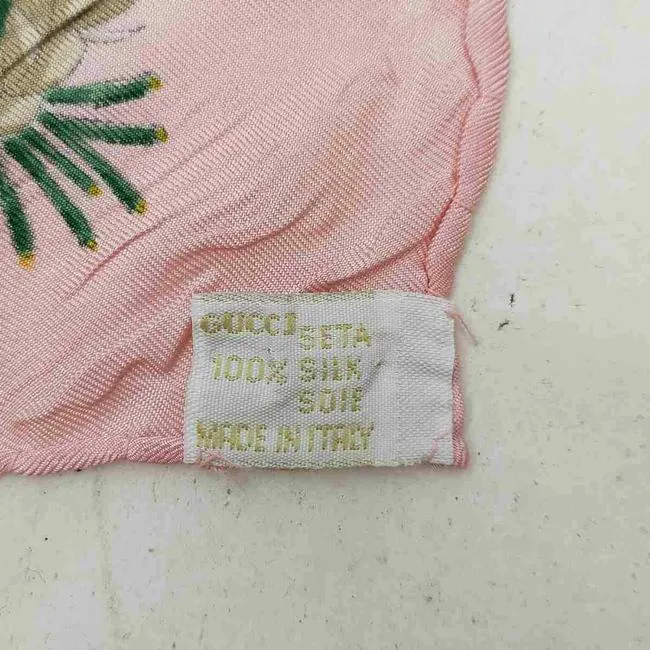 GUCCI SETA
100% SILK
SOIE
MADE IN ITALY